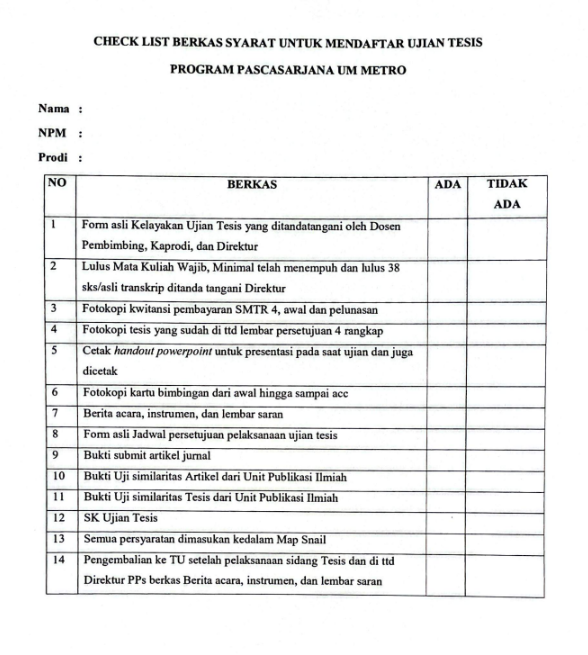 CHECK LIST BERKAS SYARAT UNTUK MENDAFTAR UJIAN TESIS
PROGRAM PASCASARJANA UM METRO
Nama :
NPM :
Prodi :
NO BERKAS ADA TIDAK
ADA
1 Form asli Kelayakan Ujian Tesis yang ditandatangani oleh Dosen
Pembimbing, Kaprodi, dan Direktur
2 Lulus Mata Kuliah Wajib, Minimal telah menempuh dan lulus 38
sks/asli transkrip ditanda tangani Direktur
3 Fotokopi kwitansi pembayaran SMTR 4, awal dan pelunasan
4 Fotokopi tesis yang sudah di ttd lembar persetujuan 4 rangkap
5 Cetak handout powerpoint untuk presentasi pada saat ujian dan juga
dicetak
6 Fotokopi kartu bimbingan dari awal hingga sampai acc
7 Berita acara, instrumen, dan lembar saran
8 Form asli Jadwal persetujuan pelaksanaan ujian tesis
9 Bukti submit artikel jurnal
10 Bukti Uji similaritas Artikel dari Unit Publikasi Ilmiah
11 Bukti Uji similaritas Tesis dari Unit Publikasi Ilmiah
12 SK Ujian Tesis
13 Semua persyaratan dimasukan kedalam Map Snail
14 Pengembalian ke TU setelah pelaksanaan sidang Tesis dan di ttd
Direktur PPs berkas Berita acara, instrumen, dan lembar saran